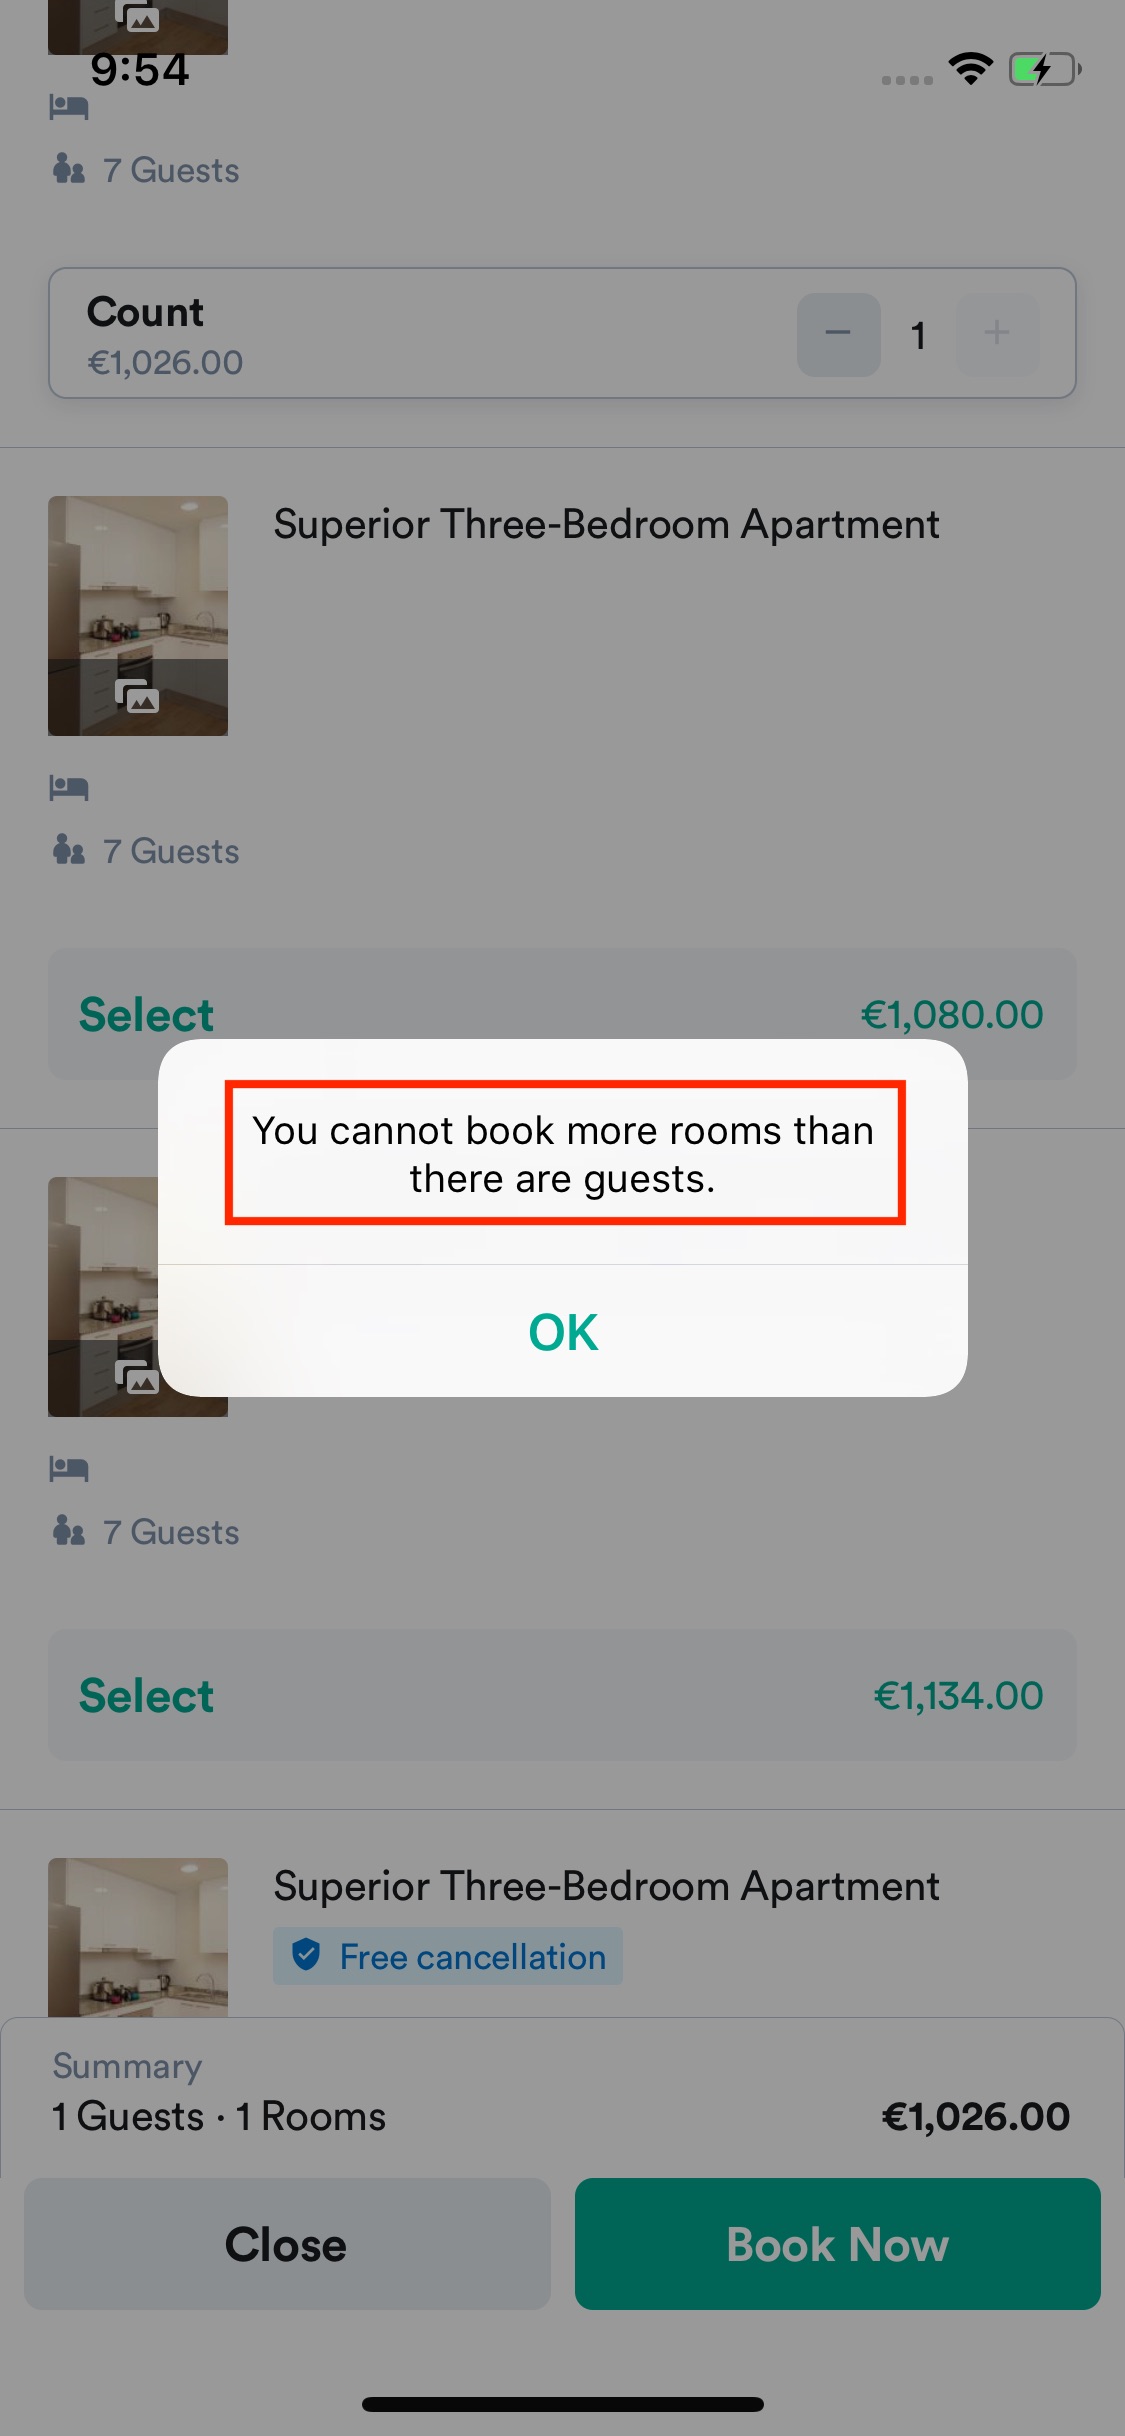 9:54
7 Guests
Count
€1,026.00
1
Superior Three-Bedroom Apartment
7 Guests
Select €1,080.00
You cannot book more rooms than
there are guests.
OK
7 Guests
Select €1,134.00
Superior Three-Bedroom Apartment
Free cancellation
Summary
1 Guests · 1 Rooms €1,026.00
Close Book Now